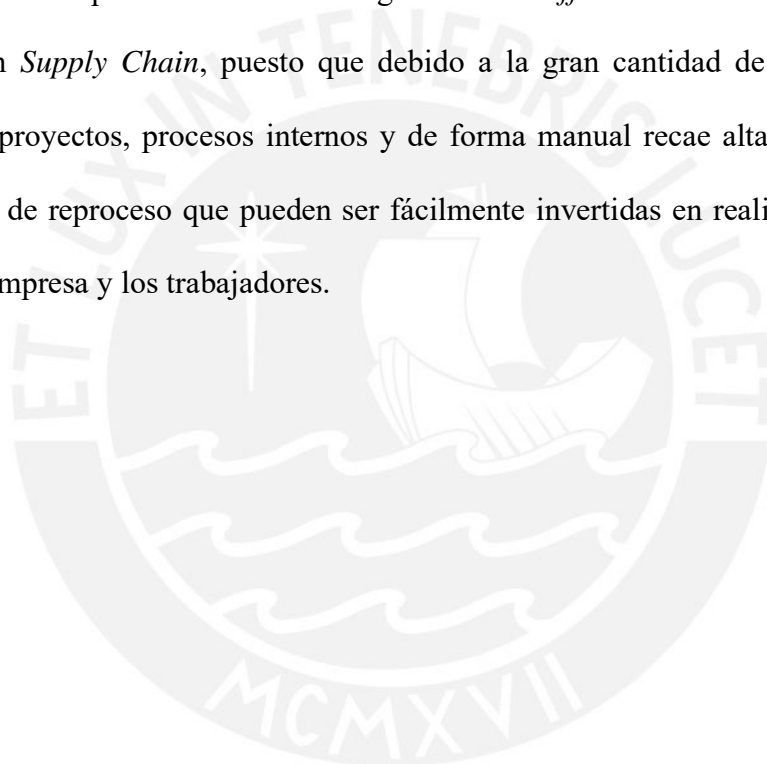 n Supply Chain, puesto que debido a la gran cantidad de
proyectos, procesos internos y de forma manual recae alta
de reproceso que pueden ser fácilmente invertidas en reali
mpresa y los trabajadores.
ET LUX IN TENEBRIS LUCET
MCMXVII